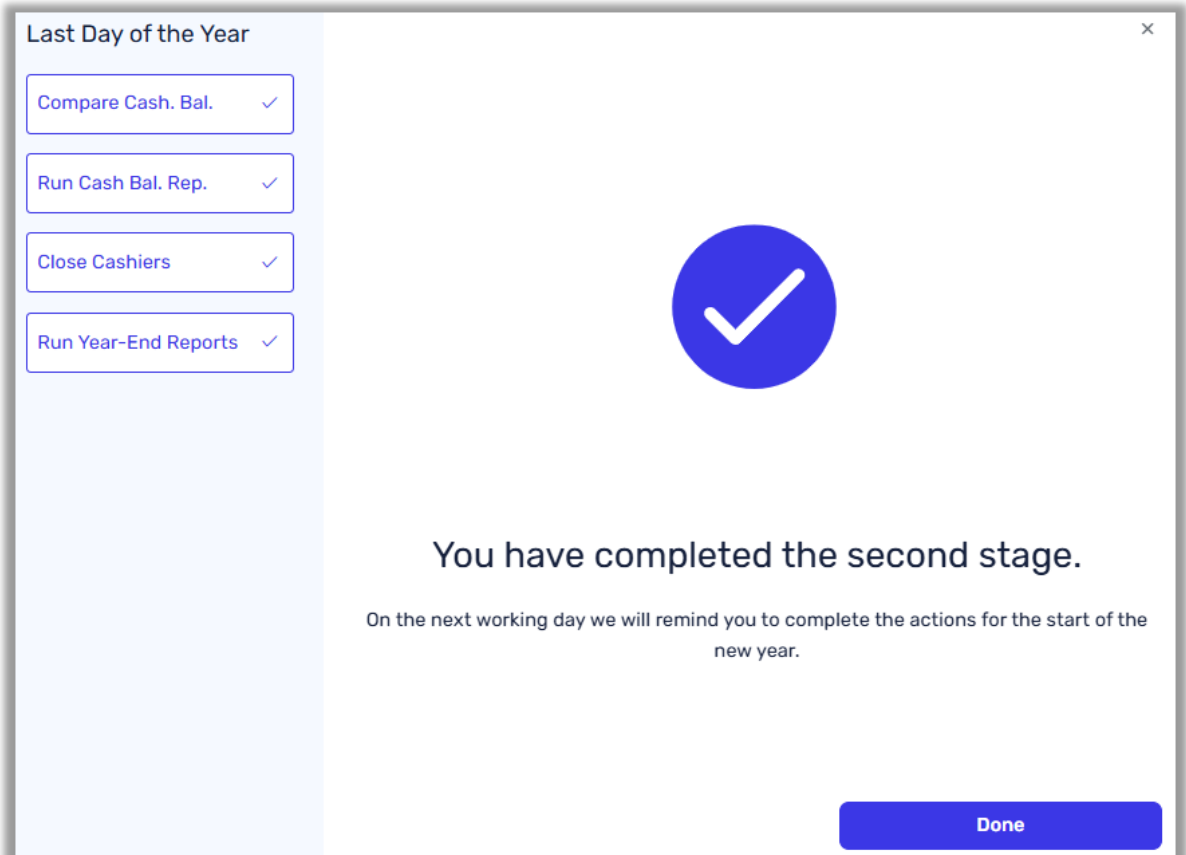 Last Day of the Year
Compare Cash. Bal.
Run Cash Bal. Rep.
Close Cashiers
Run Year-End Reports
You have completed the second stage.
On the next working day we will remind you to complete the actions for the start of the
new year.
Done